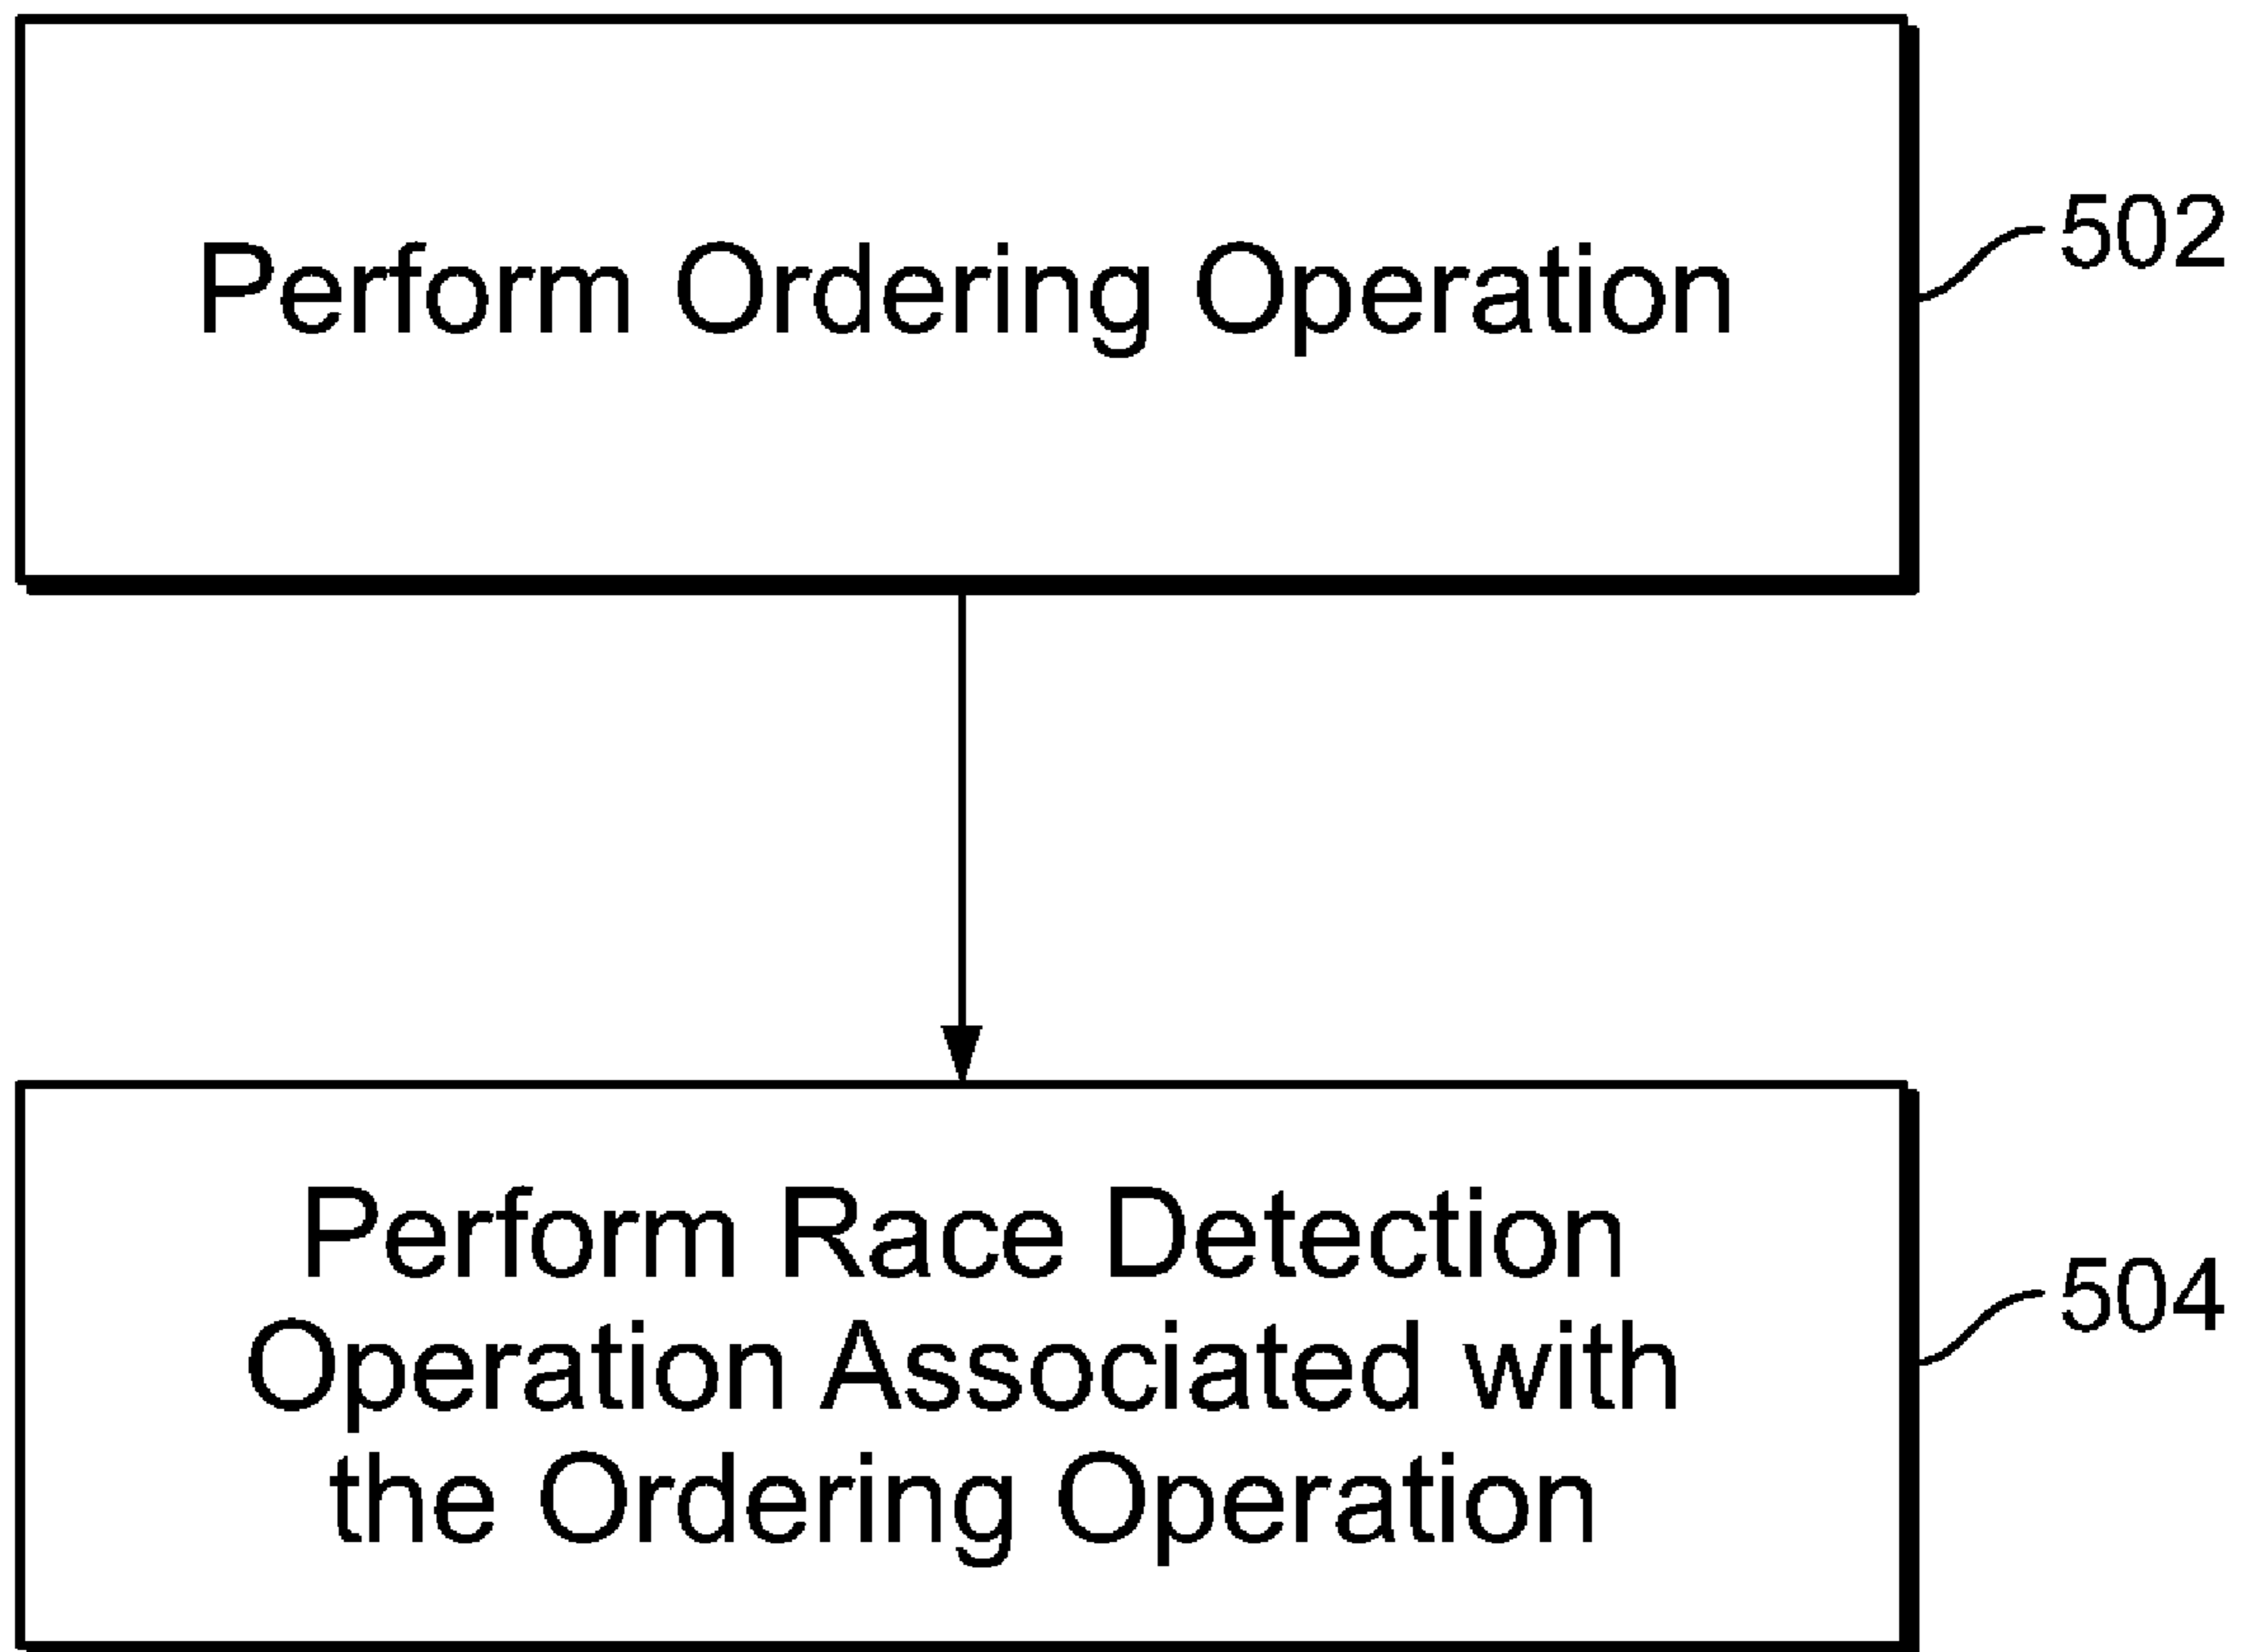 Perform Ordering Operation
502
Perform Race Detection
Operation Associated with
the Ordering Operation
504